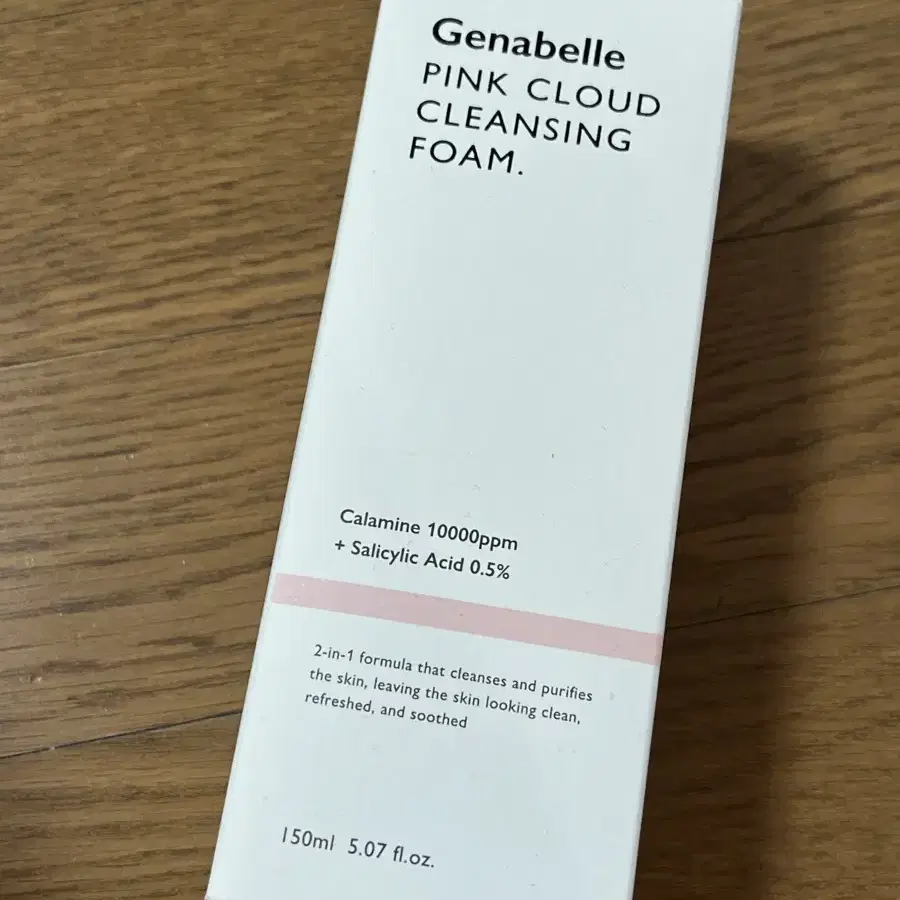 Genabelle
PINK CLOUD
CLEANSING
FOAM.
Calamine 10000ppm
+ Salicylic Acid 0.5%
2-in-1 formula that cleanses and purifies
the skin, leaving the skin looking clean,
refreshed, and soothed
150ml 5.07 fl.oz.